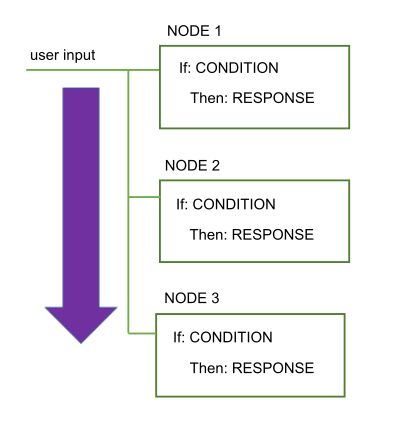 NODE 1
user input
If: CONDITION
Then: RESPONSE
NODE 2
If: CONDITION
Then: RESPONSE
NODE 3
If: CONDITION
Then: RESPONSE